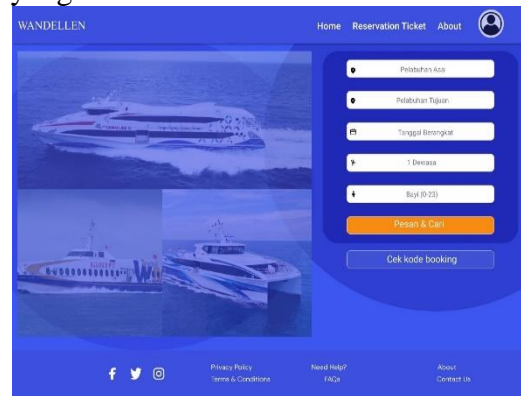 WANDELLEN
Home Reservation Ticket About
Pelabuhan Asal
Pelabuhan Tujuan
Tanggal Berangkat
1 Dewasa
Bayi (0-23)
Pesan & Cari
Cek kode booking
Privacy Policy
Terms & Conditions
Need Help?
FAQs
About
Contact Us